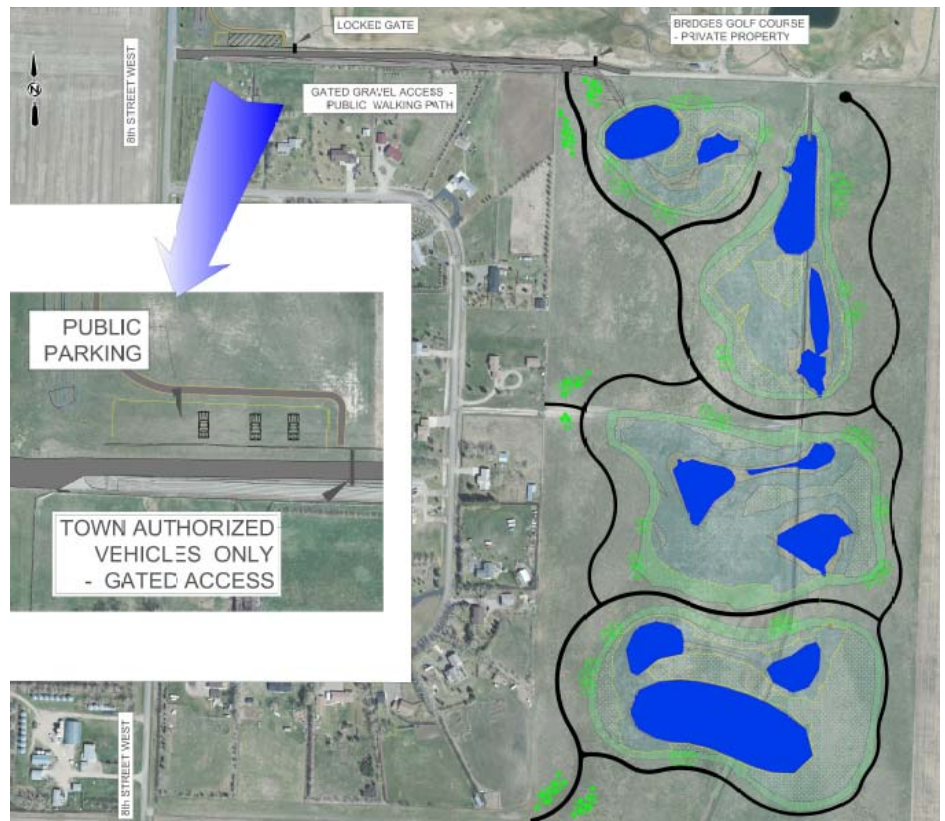 LOCKED GATE
BRIDGES GOLF COURSE
- PRIVATE PROPERTY
8th STREET WEST
GATED GRAVEL ACCESS -
PUBLIC WALKING PATH
N
PUBLIC
PARKING
TOWN AUTHORIZED
VEHICLES ONLY
- GATED ACCESS
8th STREET WEST